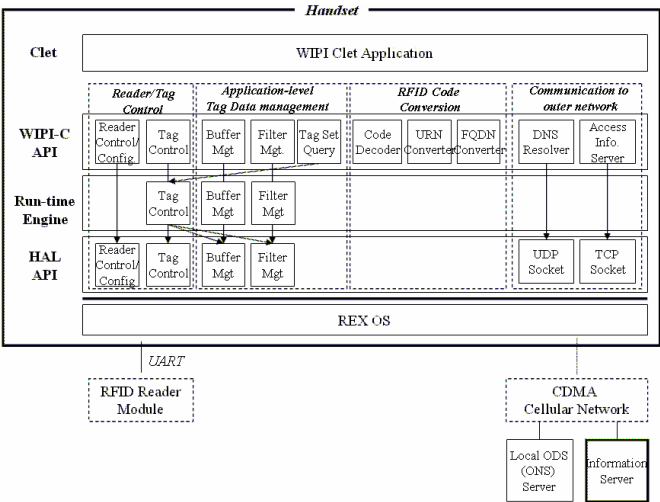 Handset
Clet
WIPI Clet Application
Reader/Tag
Control
Application-level
Tag Data management
RFID Code
Conversion
Communication to
outer network
WIPI-C
API
Reader
Control/
Config.
Tag
Control
Buffer
Mgt
Filter
Mgt.
Tag Set
Query
Code
Decoder
URN
Converter
FQDN
Converter
DNS
Resolver
Access
Info.
Server
Run-time
Engine
Tag
Control
Buffer
Mgt
Filter
Mgt
HAL
API
Reader
Control/
Config
Tag
Control
Buffer
Mgt
Filter
Mgt
UDP
Socket
TCP
Socket
REX OS
UART
RFID Reader
Module
CDMA
Cellular Network
Local ODS
(ONS)
Server
Information
Server